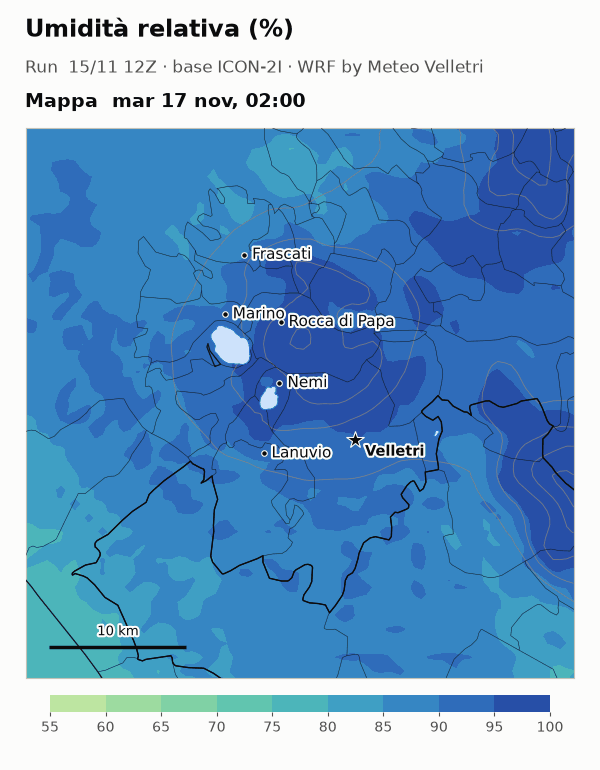 Umidità relativa (%)
Run  15/11 12Z · base ICON-2I · WRF by Meteo Velletri
Mappa  mar 17 nov, 02:00
Frascati
Marino
Rocca di Papa
Nemi
Velletri
Lanuvio
10 km
55 60 65 70 75 80 85 90 95 100